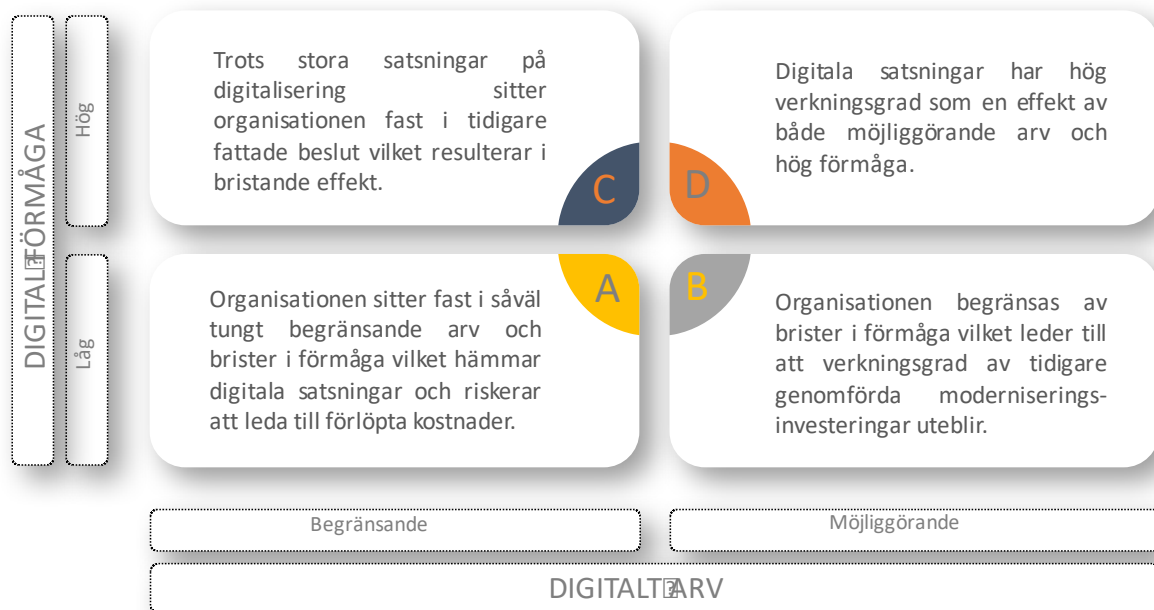 DIGITAL FÖRMÅGA
Hög
Låg
Trots stora satsningar på
digitalisering sitter
organisationen fast i tidigare
fattade beslut vilket resulterar i
bristande effekt.
C
Digitala satsningar har hög
verkningsgrad som en effekt av
både möjliggörande arv och
hög förmåga.
D
Organisationen sitter fast i såväl
tungt begränsande arv och
brister i förmåga vilket hämmar
digitala satsningar och riskerar
att leda till förlöpta kostnader.
A
Organisationen begränsas av
brister i förmåga vilket leder till
att verkningsgrad av tidigare
genomförda moderniserings-
investeringar uteblir.
B
Begränsande
Möjliggörande
DIGITALT ARV